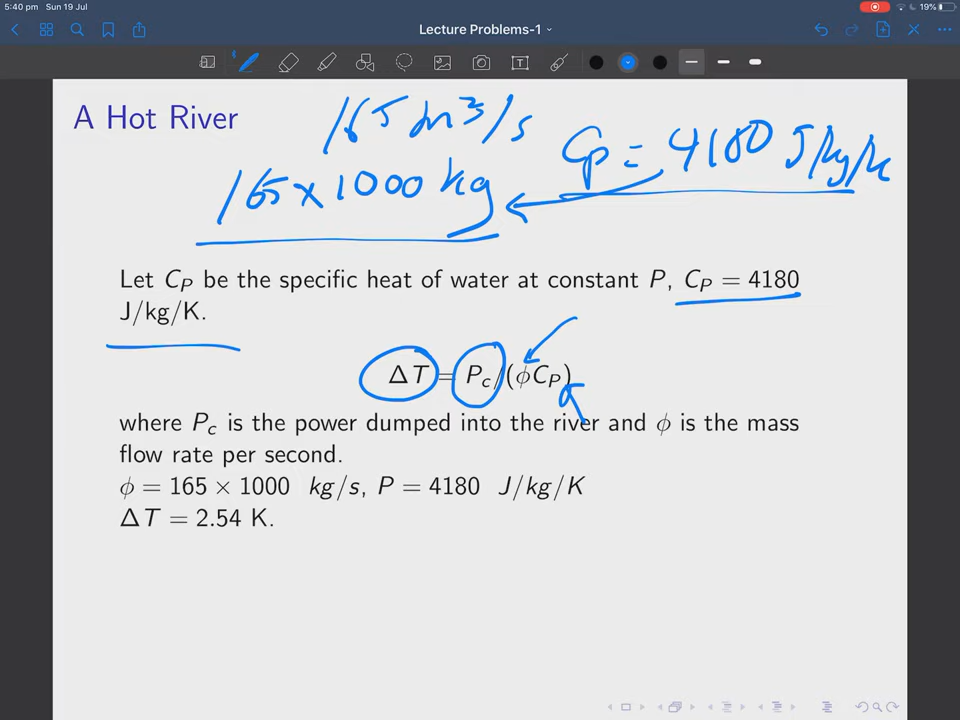 5:40 pm Sun 19 Jul
19%
Lecture Problems-1
A Hot River
165 m³/s
Cp = 4180 J/kg/K
165 x 1000 kg
Let C_P be the specific heat of water at constant P, C_P = 4180
J/kg/K.
ΔT = P_c/(ϕC_P)
where P_c is the power dumped into the river and ϕ is the mass
flow rate per second.
ϕ = 165 × 1000 kg/s, P = 4180 J/kg/K
ΔT = 2.54 K.